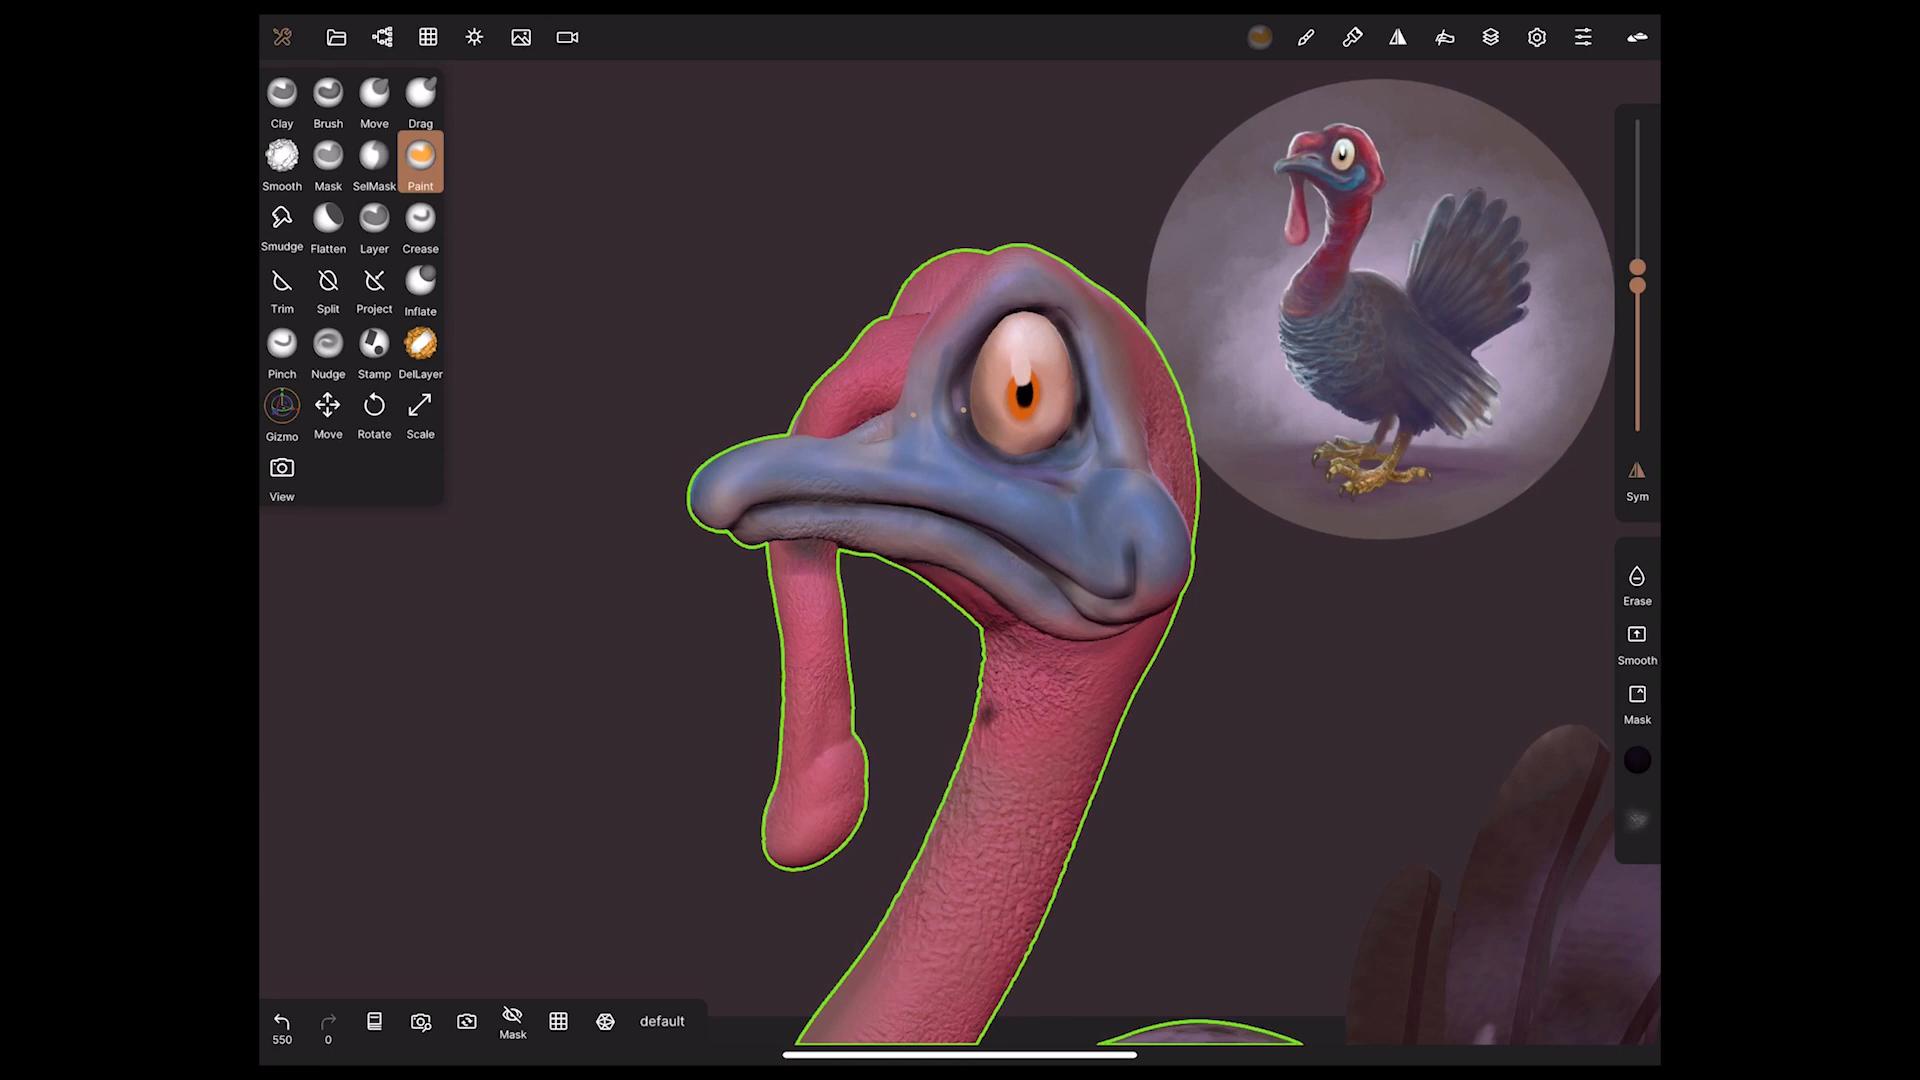 Clay Brush Move Drag
Smooth Mask SelMask Paint
Smudge Flatten Layer Crease
Trim Split Project Inflate
Pinch Nudge Stamp DelLayer
Gizmo Move Rotate Scale
View
Sym
Erase
Smooth
Mask
550 0 Mask default